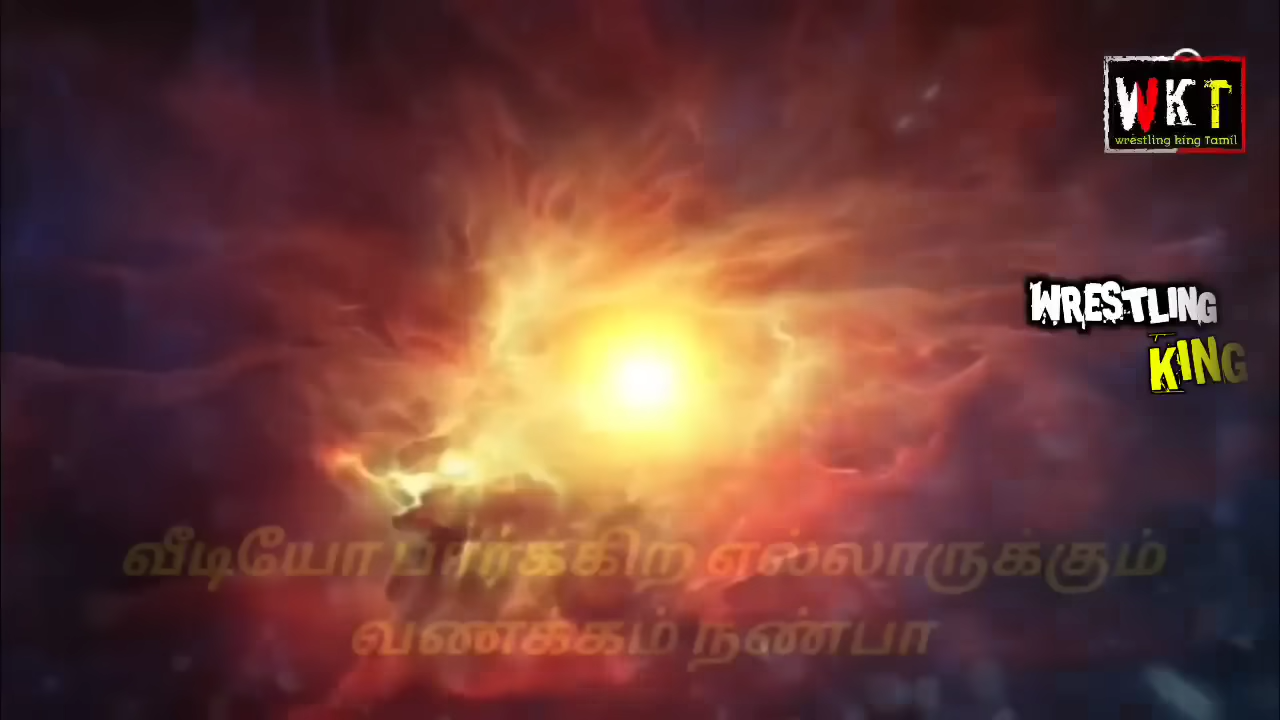 WKT
wrestling king Tamil
WRESTLING
KING
வீடியோ பார்க்கிற எல்லாருக்கும்
வணக்கம் நண்பா